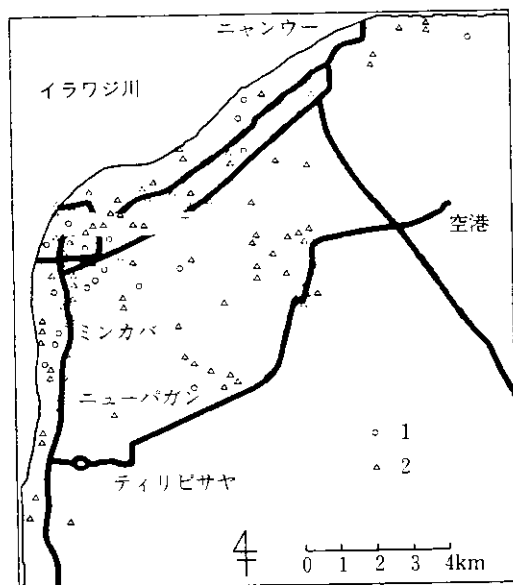 ニャンウー
イラワジ川
空港
ミンカバ
ニューパガン
1
2
ティリピサヤ
0 1 2 3 4km